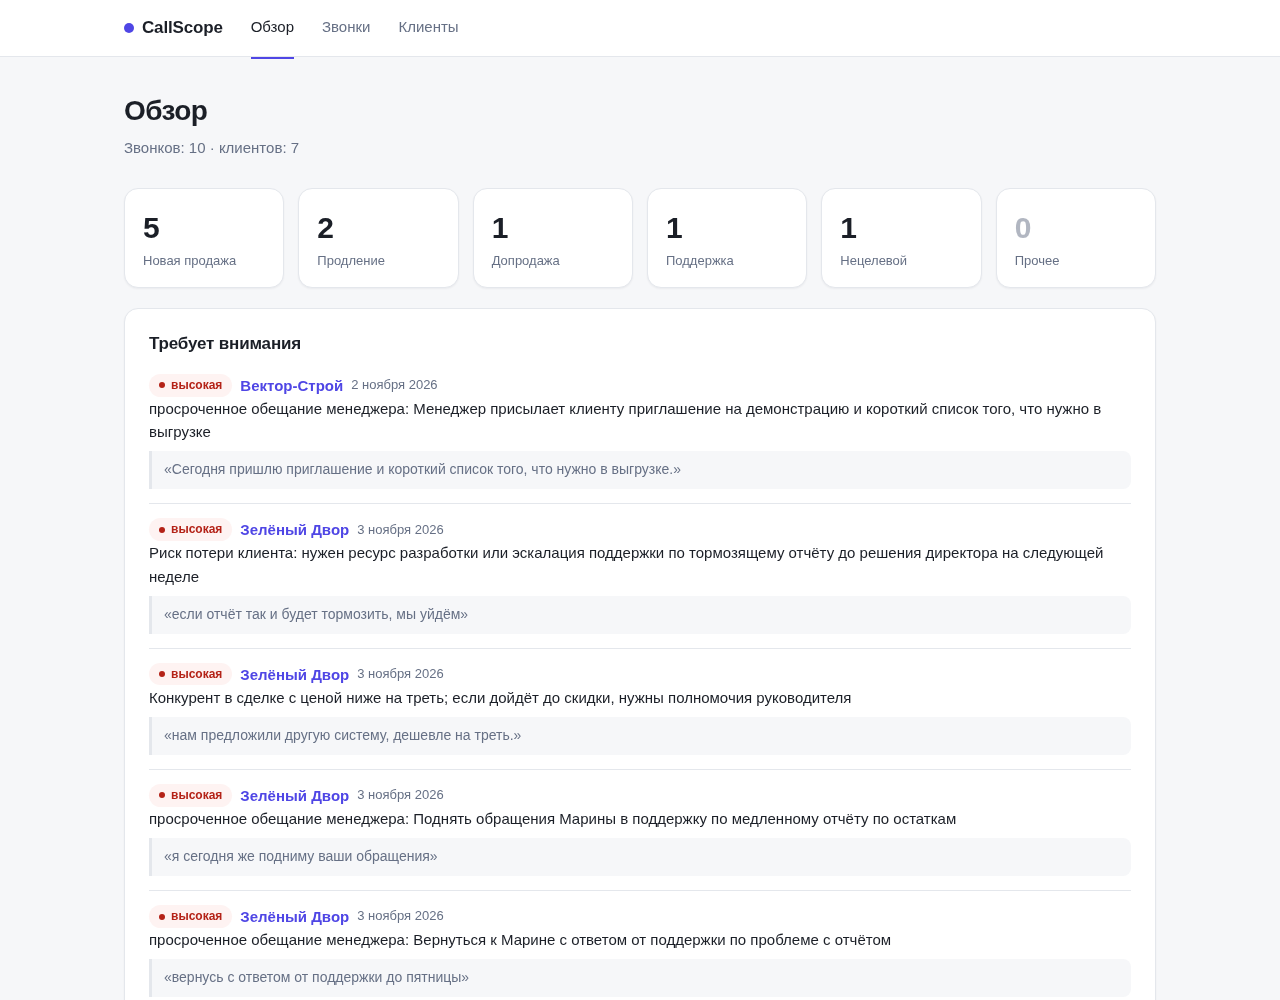 CallScope Обзор Звонки Клиенты
Обзор
Звонков: 10 · клиентов: 7
5 2 1 1 1 0
Новая продажа Продление Допродажа Поддержка Нецелевой Прочее
Требует внимания
высокая Вектор-Строй 2 ноября 2026
просроченное обещание менеджера: Менеджер присылает клиенту приглашение на демонстрацию и короткий список того, что нужно в
выгрузке
«Сегодня пришлю приглашение и короткий список того, что нужно в выгрузке.»
высокая Зелёный Двор 3 ноября 2026
Риск потери клиента: нужен ресурс разработки или эскалация поддержки по тормозящему отчёту до решения директора на следующей
неделе
«если отчёт так и будет тормозить, мы уйдём»
высокая Зелёный Двор 3 ноября 2026
Конкурент в сделке с ценой ниже на треть; если дойдёт до скидки, нужны полномочия руководителя
«нам предложили другую систему, дешевле на треть.»
высокая Зелёный Двор 3 ноября 2026
просроченное обещание менеджера: Поднять обращения Марины в поддержку по медленному отчёту по остаткам
«я сегодня же подниму ваши обращения»
высокая Зелёный Двор 3 ноября 2026
просроченное обещание менеджера: Вернуться к Марине с ответом от поддержки по проблеме с отчётом
«вернусь с ответом от поддержки до пятницы»